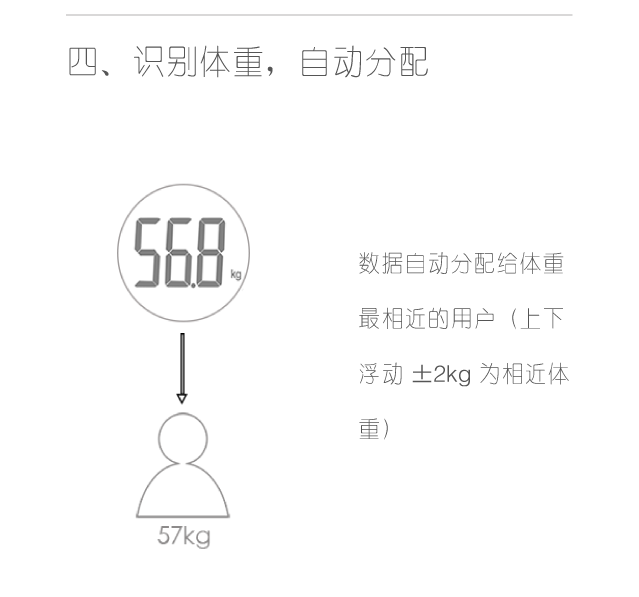 四、识别体重，自动分配
56.8 kg
数据自动分配给体重
最相近的用户（上下
浮动 ±2kg 为相近体
重）
57kg